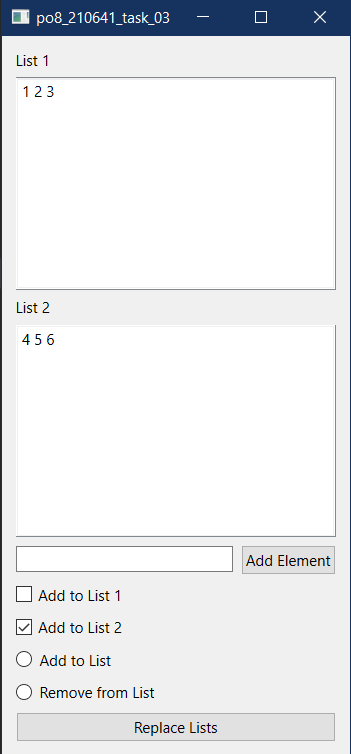 po8_210641_task_03
List 1
1 2 3
List 2
4 5 6
Add Element
Add to List 1
Add to List 2
Add to List
Remove from List
Replace Lists